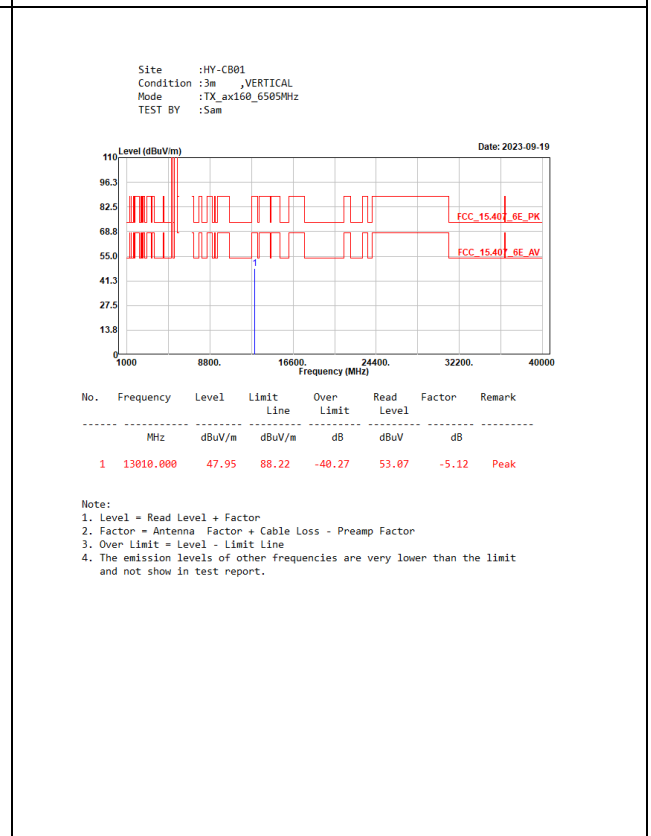 Site :HY-CB01
Condition :3m ,VERTICAL
Mode :TX_ax160_6505MHz
TEST BY :Sam
Level (dBuV/m) Date: 2023-09-19
110
96.3
82.5
FCC_15.407_6E_PK
68.8
FCC_15.407_6E_AV
55.0
1
41.3
27.5
13.8
0
1000 8800. 16600. 24400. 32200. 40000
Frequency (MHz)
No. Frequency Level Limit Over Read Factor Remark
Line Limit Level
------ ----------- ------- --------- --------- --------- ------- ---------
MHz dBuV/m dBuV/m dB dBuV dB
1 13010.000 47.95 88.22 -40.27 53.07 -5.12 Peak
Note:
1. Level = Read Level + Factor
2. Factor = Antenna Factor + Cable Loss - Preamp Factor
3. Over Limit = Level - Limit Line
4. The emission levels of other frequencies are very lower than the limit
and not show in test report.